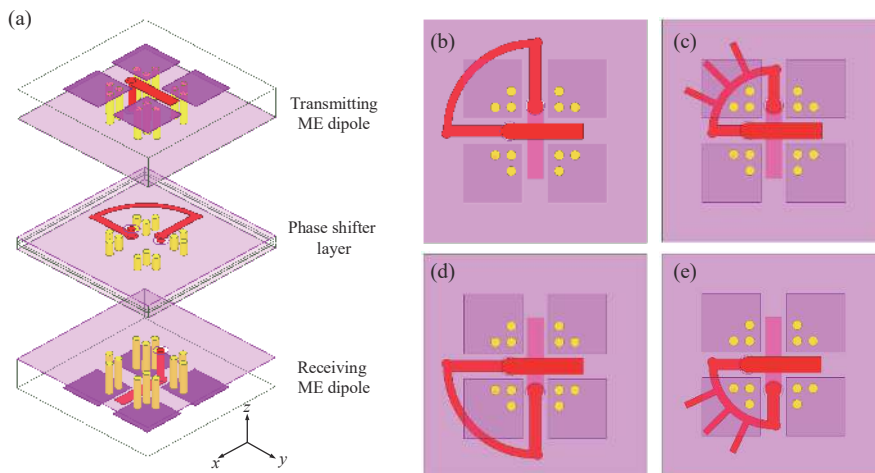 (a)
Transmitting
ME dipole
Phase shifter
layer
Receiving
ME dipole
z
x
y
(b)
(c)
(d)
(e)